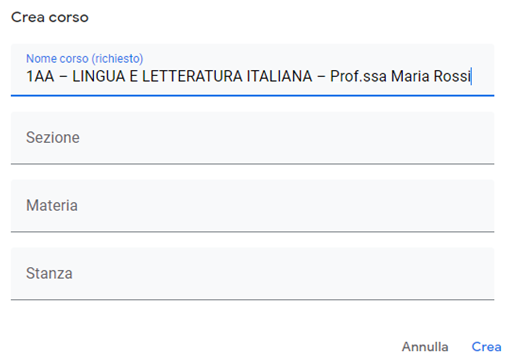 Crea corso
Nome corso (richiesto)
1AA – LINGUA E LETTERATURA ITALIANA – Prof.ssa Maria Rossi
Sezione
Materia
Stanza
Annulla Crea